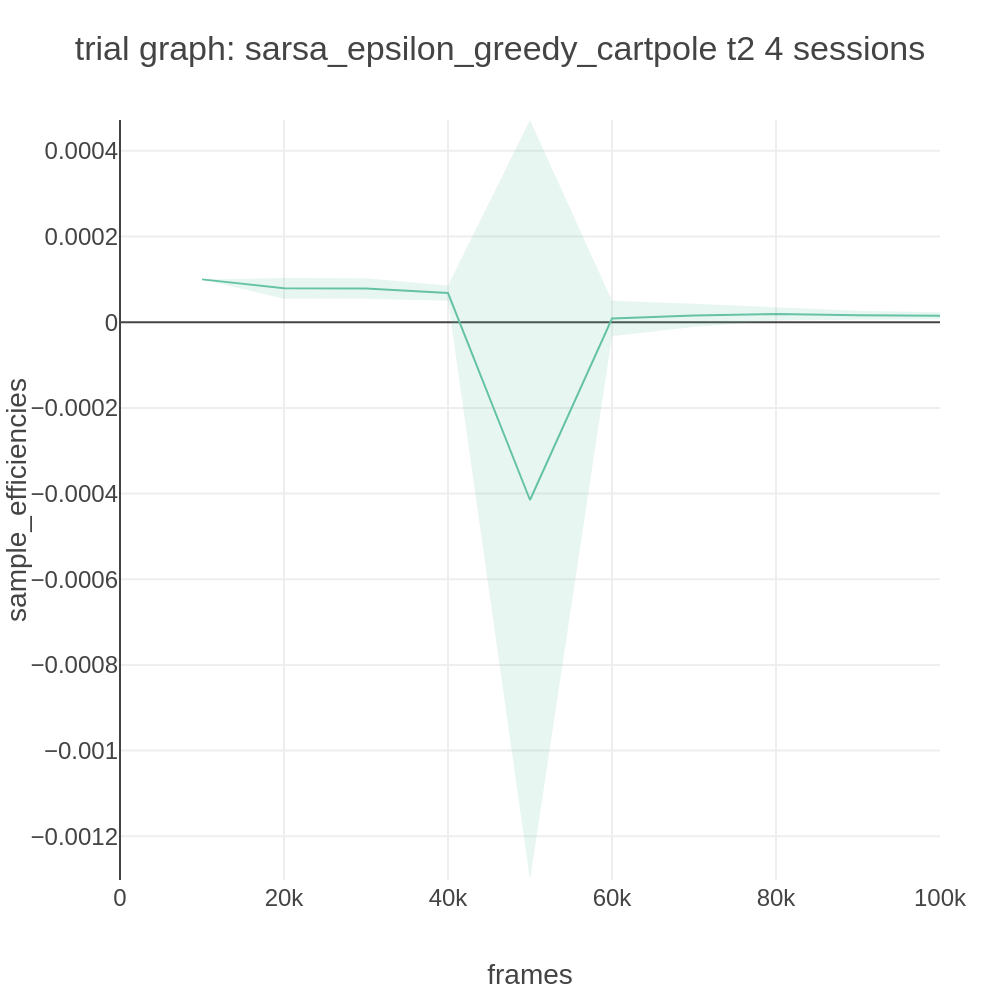 trial graph: sarsa_epsilon_greedy_cartpole t2 4 sessions
0.0004
0.0002
0
−0.0002
−0.0004
−0.0006
−0.0008
−0.001
−0.0012
sample_efficiencies
0
20k
40k
60k
80k
100k
frames